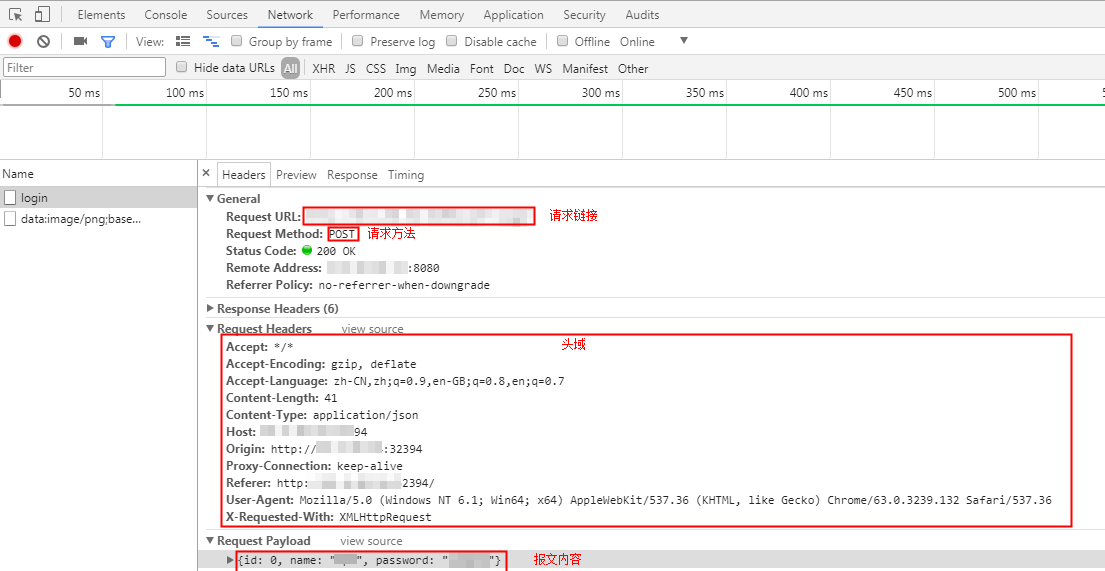 Elements Console Sources Network Performance Memory Application Security Audits
View: Group by frame Preserve log Disable cache Offline Online
Filter Hide data URLs All XHR JS CSS Img Media Font Doc WS Manifest Other
50 ms 100 ms 150 ms 200 ms 250 ms 300 ms 350 ms 400 ms 450 ms 500 ms
Name × Headers Preview Response Timing
login
data:image/png;base...
General
Request URL: 请求链接
Request Method: POST 请求方法
Status Code: 200 OK
Remote Address: :8080
Referrer Policy: no-referrer-when-downgrade
Response Headers (6)
Request Headers view source
Accept: */* 头域
Accept-Encoding: gzip, deflate
Accept-Language: zh-CN,zh;q=0.9,en-GB;q=0.8,en;q=0.7
Content-Length: 41
Content-Type: application/json
Host: 94
Origin: http:// :32394
Proxy-Connection: keep-alive
Referer: http: 2394/
User-Agent: Mozilla/5.0 (Windows NT 6.1; Win64; x64) AppleWebKit/537.36 (KHTML, like Gecko) Chrome/63.0.3239.132 Safari/537.36
X-Requested-With: XMLHttpRequest
Request Payload view source
{id: 0, name: " ", password: " "} 报文内容